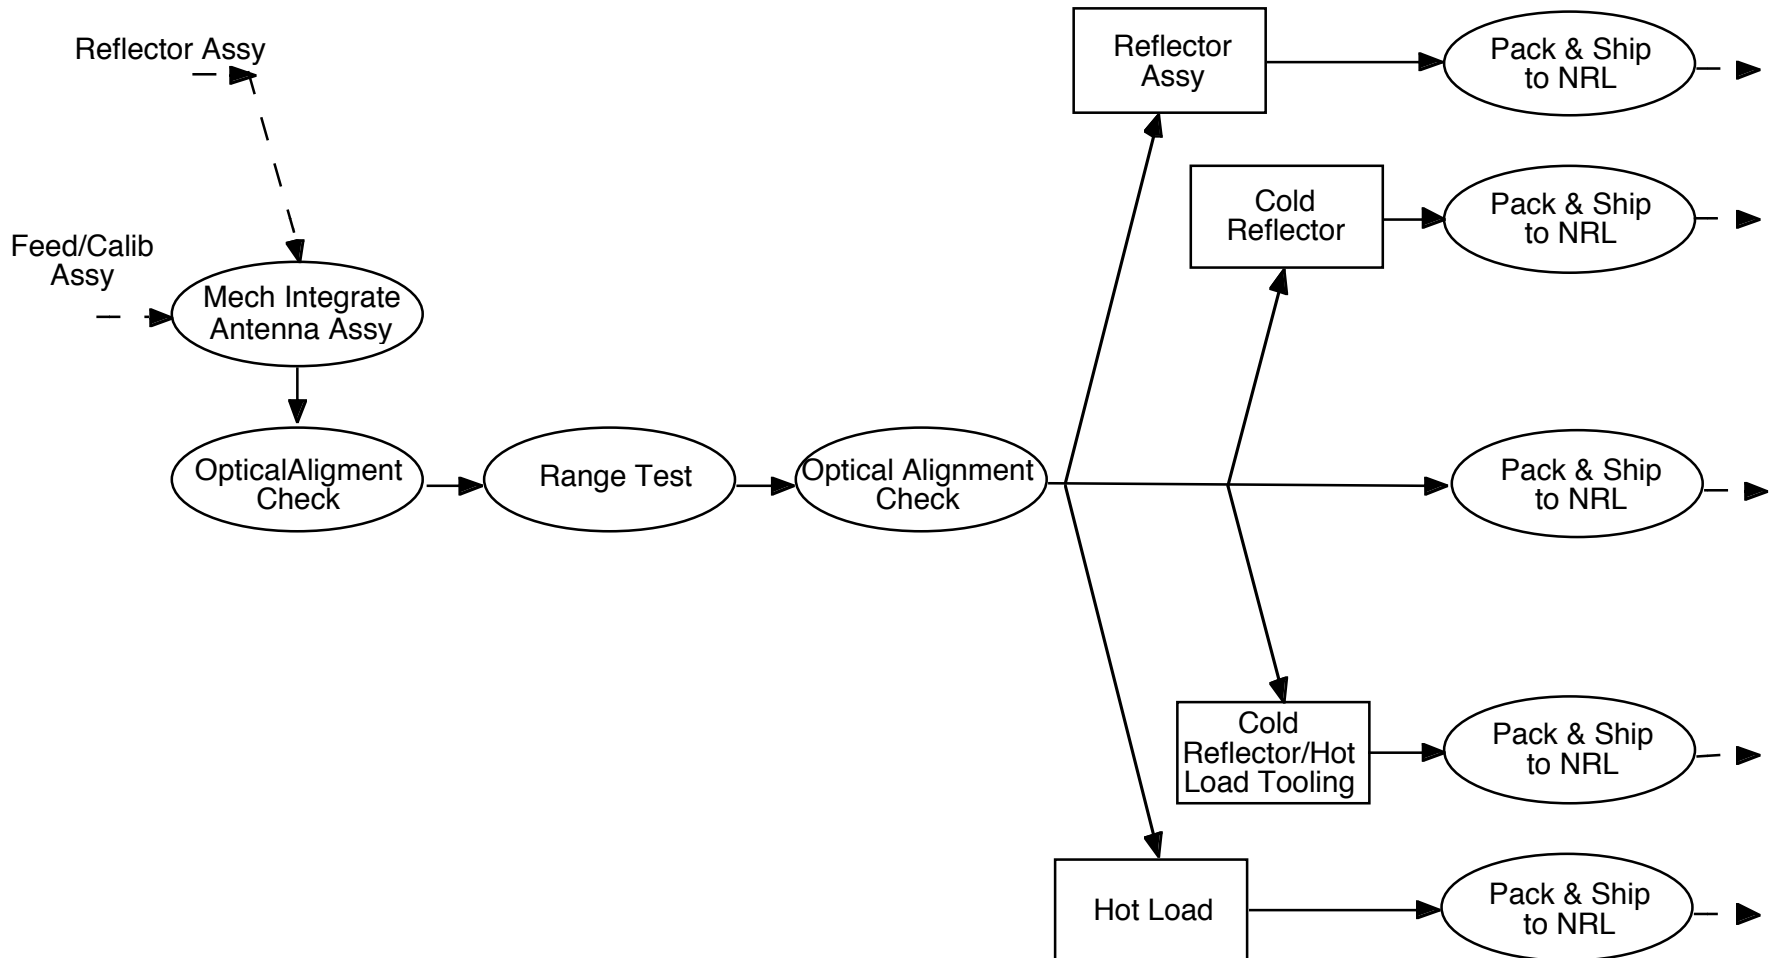 Reflector Assy
Feed/Calib
Assy
Mech Integrate
Antenna Assy
OpticalAligment
Check
Range Test
Optical Alignment
Check
Reflector
Assy
Pack & Ship
to NRL
Cold
Reflector
Pack & Ship
to NRL
Pack & Ship
to NRL
Cold
Reflector/Hot
Load Tooling
Pack & Ship
to NRL
Hot Load
Pack & Ship
to NRL